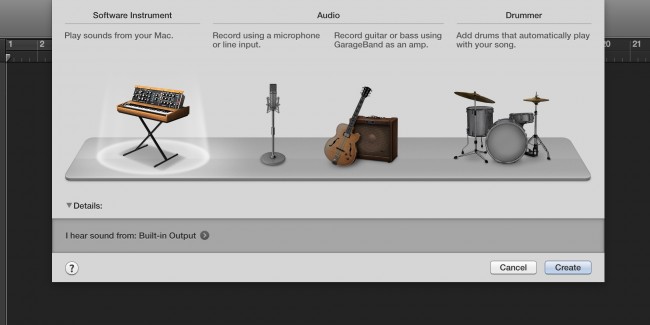 Software Instrument
Audio
Drummer
Play sounds from your Mac.
Record using a microphone
or line input.
Record guitar or bass using
GarageBand as an amp.
Add drums that automatically play
with your song.
1
2
20
21
▼Details:
I hear sound from: Built-in Output
?
Cancel
Create